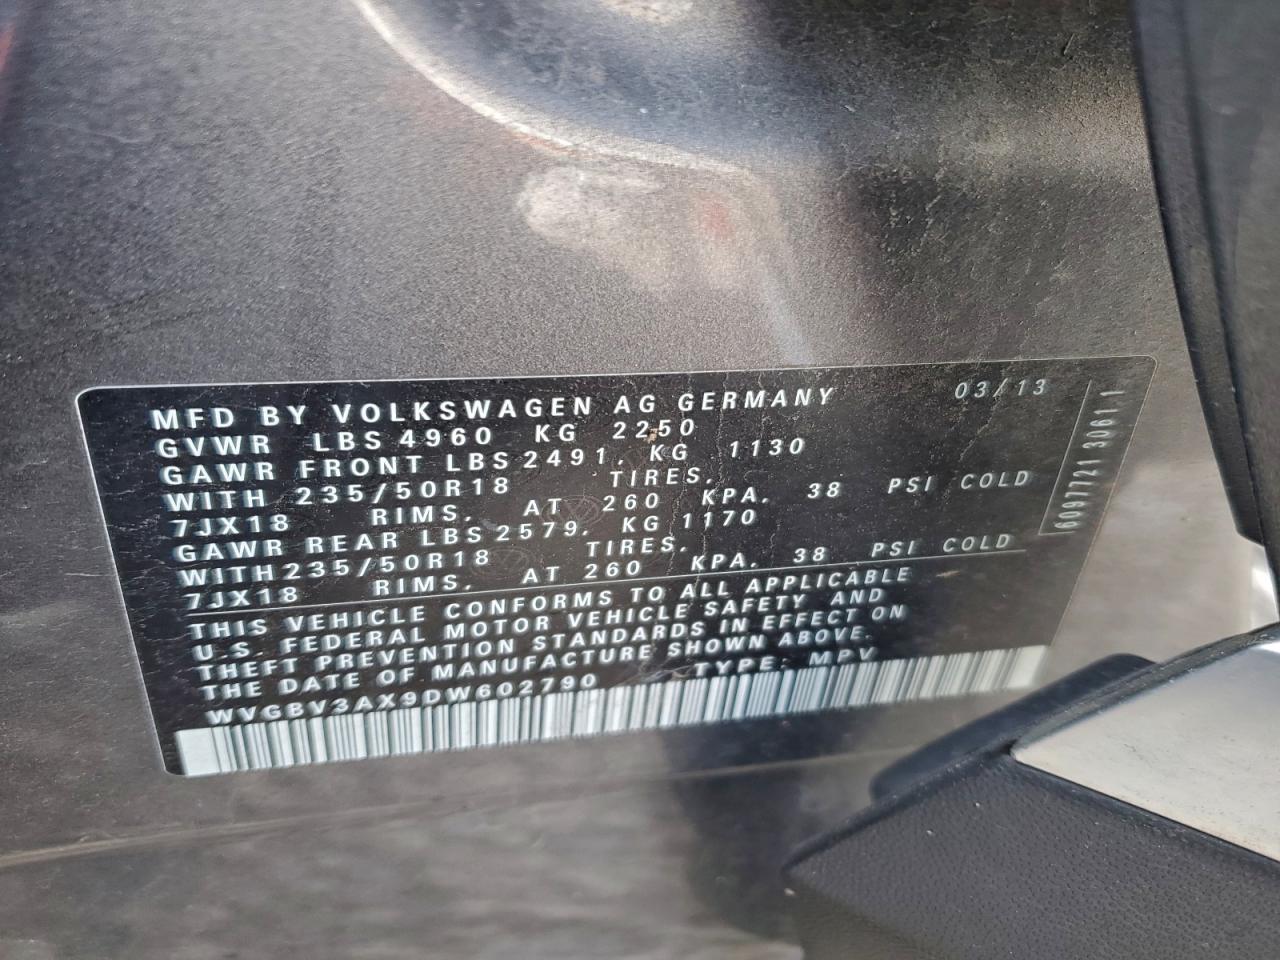 MFD BY VOLKSWAGEN AG GERMANY 03/13
GVWR LBS 4960 KG 2250
GAWR FRONT LBS 2491, KG 1130
WITH 235/50R18 TIRES,
7JX18 RIMS, AT 260 KPA, 38 PSI COLD
GAWR REAR LBS 2579, KG 1170
WITH 235/50R18 TIRES,
7JX18 RIMS, AT 260 KPA, 38 PSI COLD
THIS VEHICLE CONFORMS TO ALL APPLICABLE
U.S. FEDERAL MOTOR VEHICLE SAFETY AND
THEFT PREVENTION STANDARDS IN EFFECT ON
THE DATE OF MANUFACTURE SHOWN ABOVE.
WVGBV3AX9DW602790 TYPE: MPV
6097721 3061.1